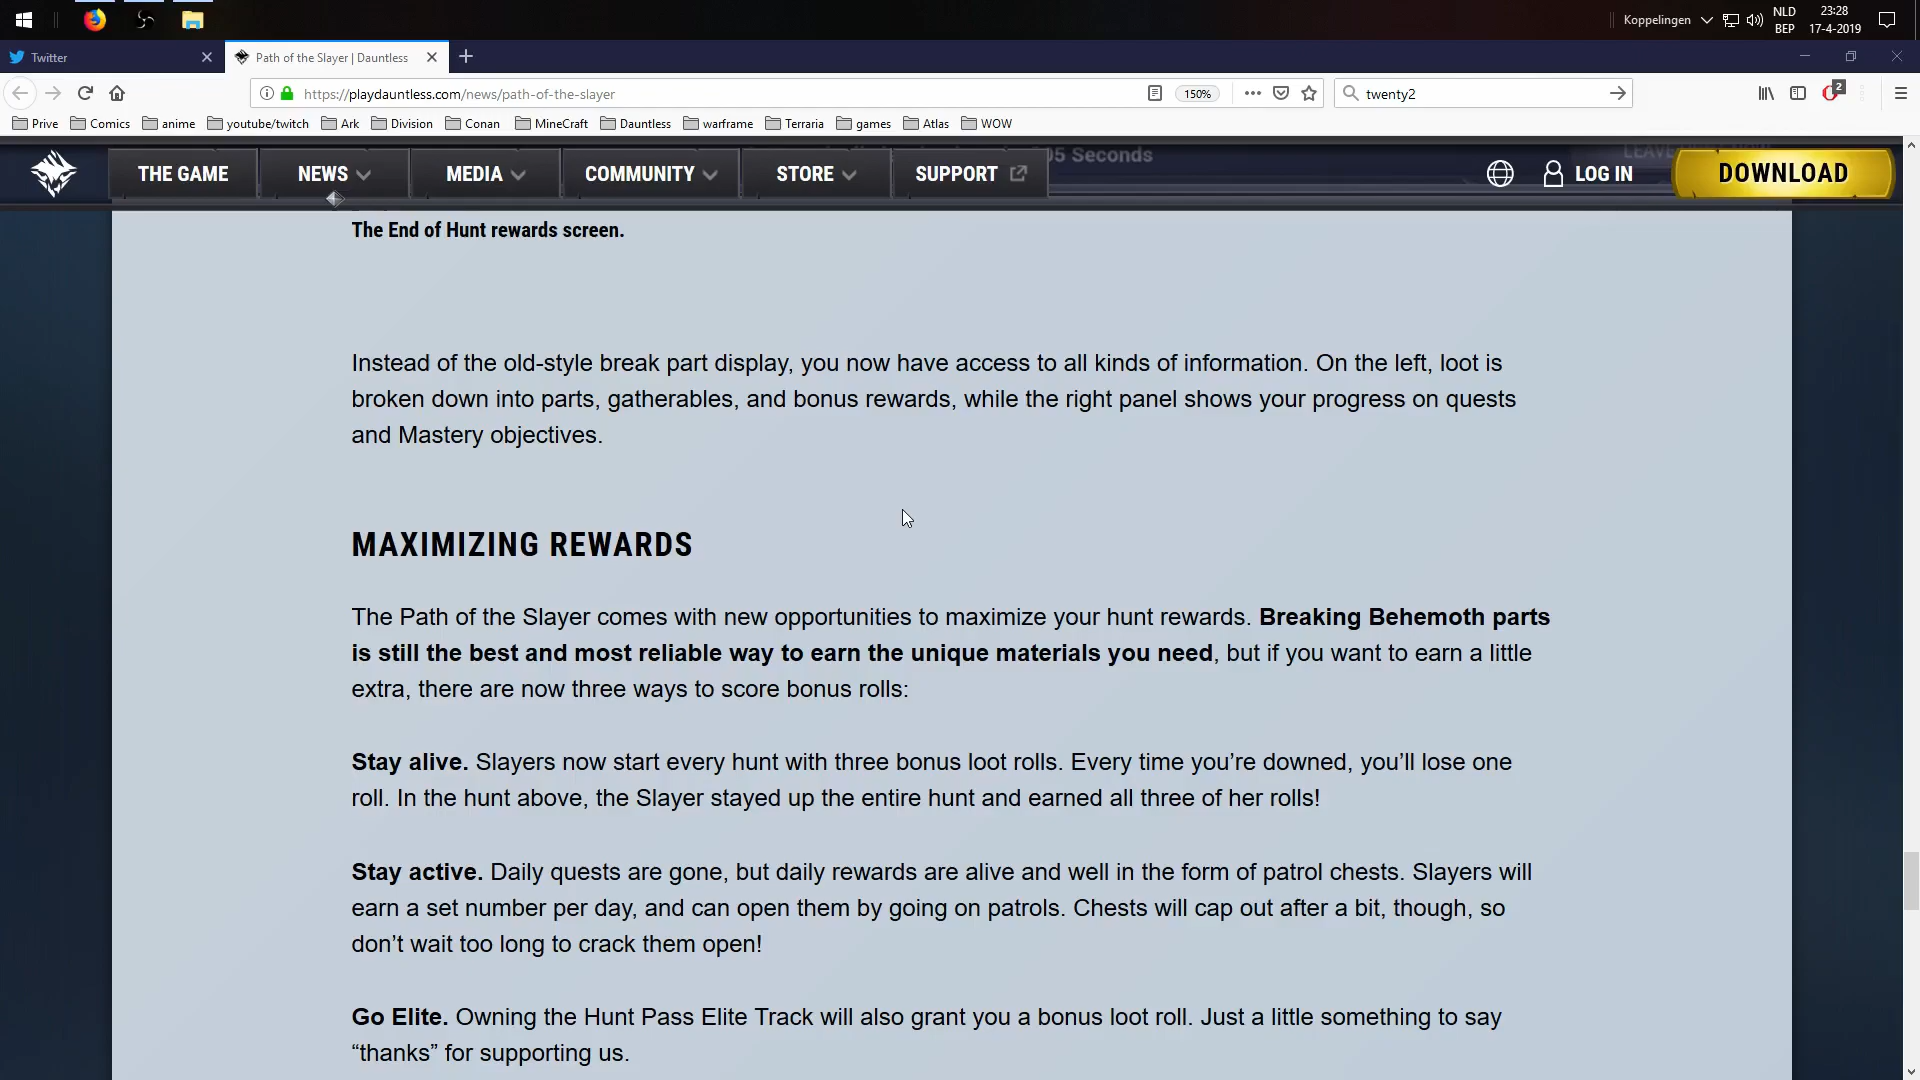 Koppelingen
NLD
BEP
23:28
17-4-2019
Twitter
Path of the Slayer | Dauntless
https://playdauntless.com/news/path-of-the-slayer
150%
twenty2
2
Prive
Comics
anime
youtube/twitch
Ark
Division
Conan
MineCraft
Dauntless
warframe
Terraria
games
Atlas
WOW
05 Seconds
THE GAME
NEWS
MEDIA
COMMUNITY
STORE
SUPPORT
LOG IN
DOWNLOAD
The End of Hunt rewards screen.
Instead of the old-style break part display, you now have access to all kinds of information. On the left, loot is
broken down into parts, gatherables, and bonus rewards, while the right panel shows your progress on quests
and Mastery objectives.
MAXIMIZING REWARDS
The Path of the Slayer comes with new opportunities to maximize your hunt rewards. Breaking Behemoth parts
is still the best and most reliable way to earn the unique materials you need, but if you want to earn a little
extra, there are now three ways to score bonus rolls:
Stay alive. Slayers now start every hunt with three bonus loot rolls. Every time you’re downed, you’ll lose one
roll. In the hunt above, the Slayer stayed up the entire hunt and earned all three of her rolls!
Stay active. Daily quests are gone, but daily rewards are alive and well in the form of patrol chests. Slayers will
earn a set number per day, and can open them by going on patrols. Chests will cap out after a bit, though, so
don’t wait too long to crack them open!
Go Elite. Owning the Hunt Pass Elite Track will also grant you a bonus loot roll. Just a little something to say
“thanks” for supporting us.